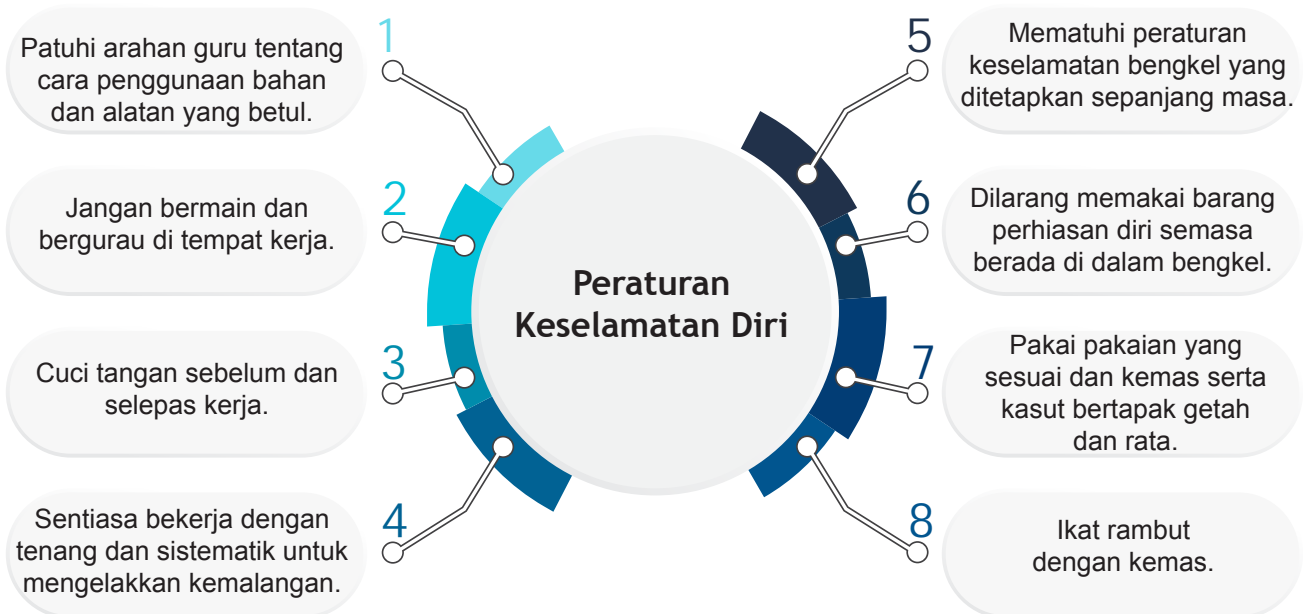 1
Patuhi arahan guru tentang
cara penggunaan bahan
dan alatan yang betul.
2
Jangan bermain dan
bergurau di tempat kerja.
3
Cuci tangan sebelum dan
selepas kerja.
4
Sentiasa bekerja dengan
tenang dan sistematik untuk
mengelakkan kemalangan.
Peraturan
Keselamatan Diri
5
Mematuhi peraturan
keselamatan bengkel yang
ditetapkan sepanjang masa.
6
Dilarang memakai barang
perhiasan diri semasa
berada di dalam bengkel.
7
Pakai pakaian yang
sesuai dan kemas serta
kasut bertapak getah
dan rata.
8
Ikat rambut
dengan kemas.